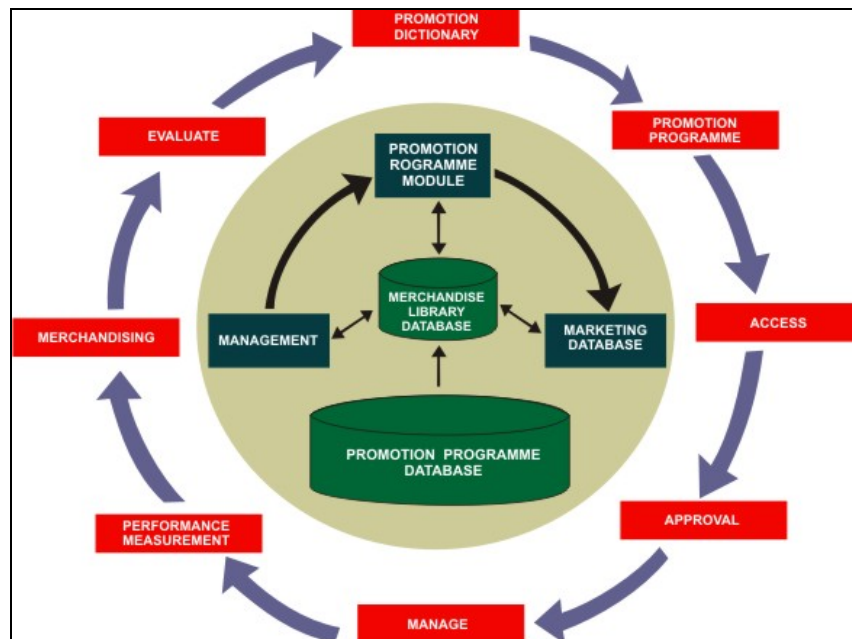 PROMOTION
DICTIONARY
EVALUATE
PROMOTION
PROGRAMME
PROMOTION
ROGRAMME
MODULE
MERCHANDISE
LIBRARY
DATABASE
MERCHANDISING
MANAGEMENT
MARKETING
DATABASE
ACCESS
PROMOTION PROGRAMME
DATABASE
PERFORMANCE
MEASUREMENT
APPROVAL
MANAGE